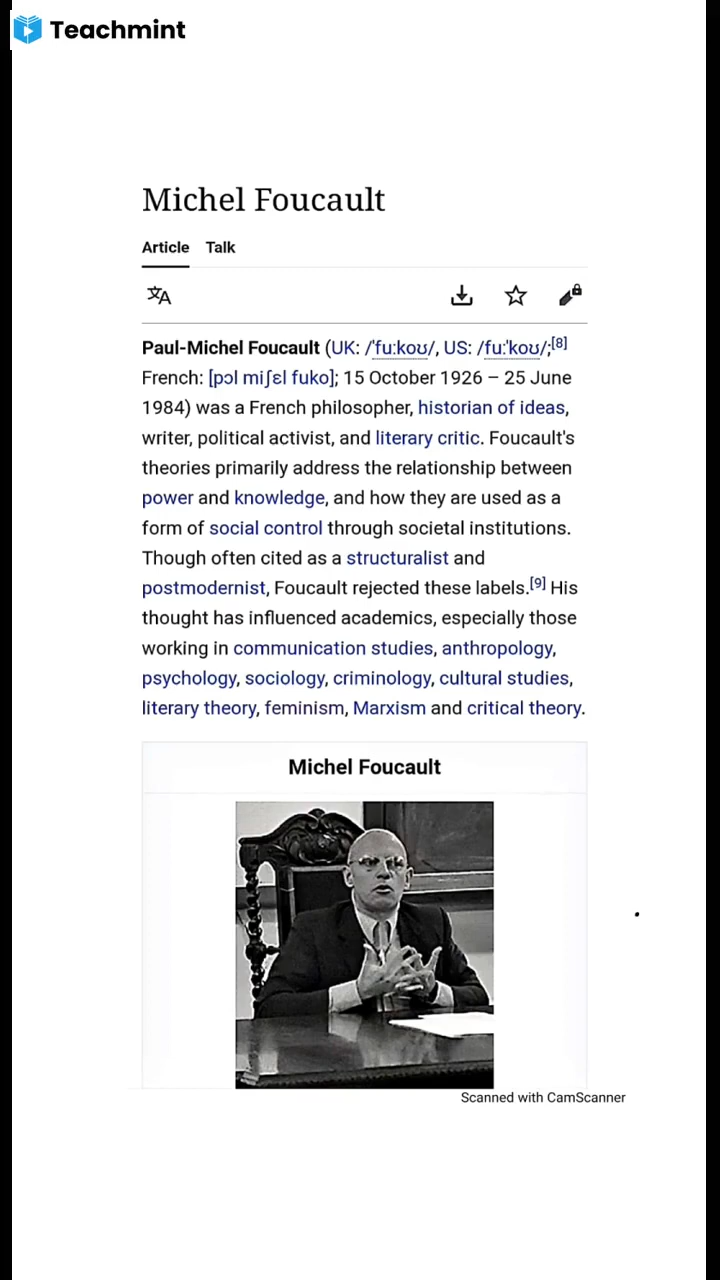 Teachmint
Michel Foucault
Article Talk
Paul-Michel Foucault (UK: /ˈfuːkoʊ/, US: /fuːˈkoʊ/;[8]
French: [pɔl miʃɛl fuko]; 15 October 1926 – 25 June
1984) was a French philosopher, historian of ideas,
writer, political activist, and literary critic. Foucault's
theories primarily address the relationship between
power and knowledge, and how they are used as a
form of social control through societal institutions.
Though often cited as a structuralist and
postmodernist, Foucault rejected these labels.[9] His
thought has influenced academics, especially those
working in communication studies, anthropology,
psychology, sociology, criminology, cultural studies,
literary theory, feminism, Marxism and critical theory.
Michel Foucault
Scanned with CamScanner